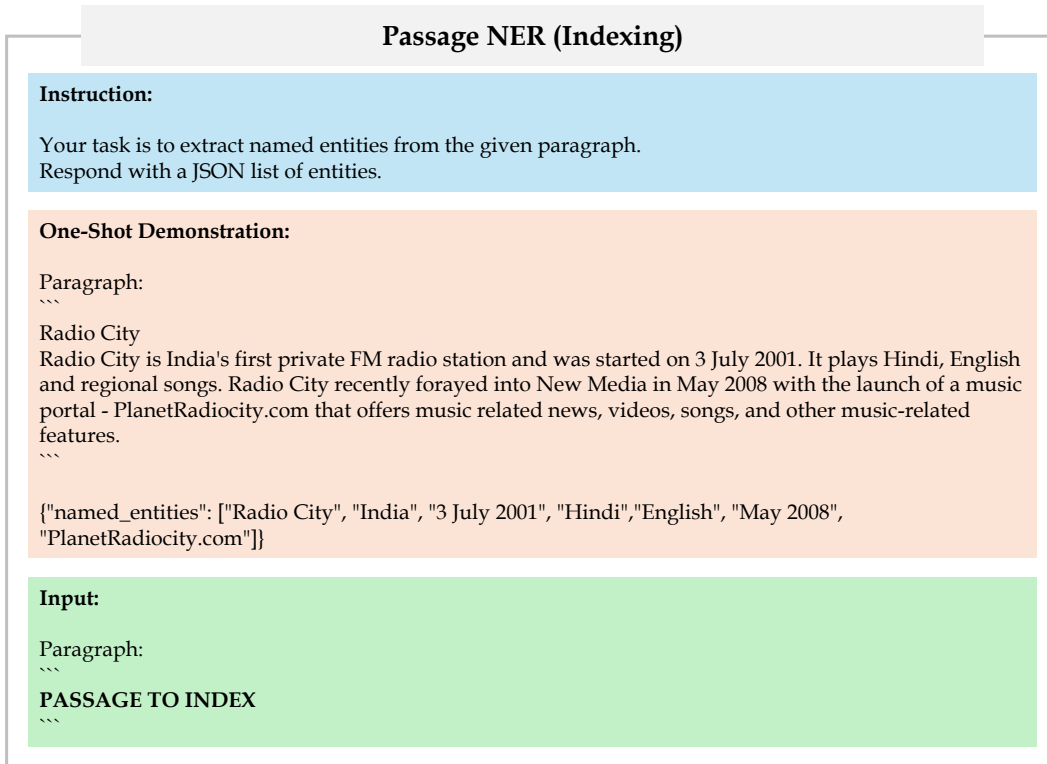 Passage NER (Indexing)
Instruction:
Your task is to extract named entities from the given paragraph.
Respond with a JSON list of entities.
One-Shot Demonstration:
Paragraph:
```
Radio City
Radio City is India's first private FM radio station and was started on 3 July 2001. It plays Hindi, English
and regional songs. Radio City recently forayed into New Media in May 2008 with the launch of a music
portal - PlanetRadiocity.com that offers music related news, videos, songs, and other music-related
features.
```
{"named_entities": ["Radio City", "India", "3 July 2001", "Hindi","English", "May 2008",
"PlanetRadiocity.com"]}
Input:
Paragraph:
```
PASSAGE TO INDEX
```